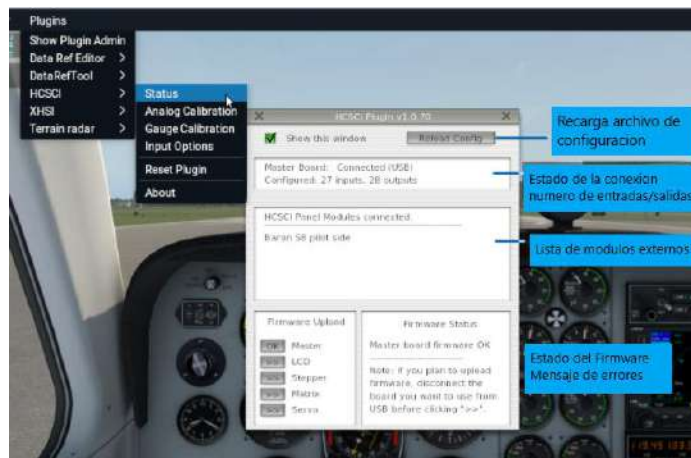 Plugins
Show Plugin Admin
Data Ref Editor >
DataRefTool >
HCSCI >
XHSI >
Terrain radar >
Status
Analog Calibration
Gauge Calibration
Input Options
Reset Plugin
About
HCSCi Plugin v1.0.70
Show this window
Reload Config
Master Board: Connected (USB)
Configured: 27 inputs, 28 outputs
HCSCI Panel Modules connected:
Baron 58 pilot side
Firmware Upload
OK Master
>>> LCD
>>> Stepper
>>> Matrix
>>> Servo
Firmware Status
Master board firmware OK
Note: if you plan to upload
firmware, disconnect the
board you want to use from
USB before clicking ">>".
Recarga archivo de
configuracion
Estado de la conexion
numero de entradas/salidas
Lista de modulos externos
Estado del Firmware
Mensaje de errores